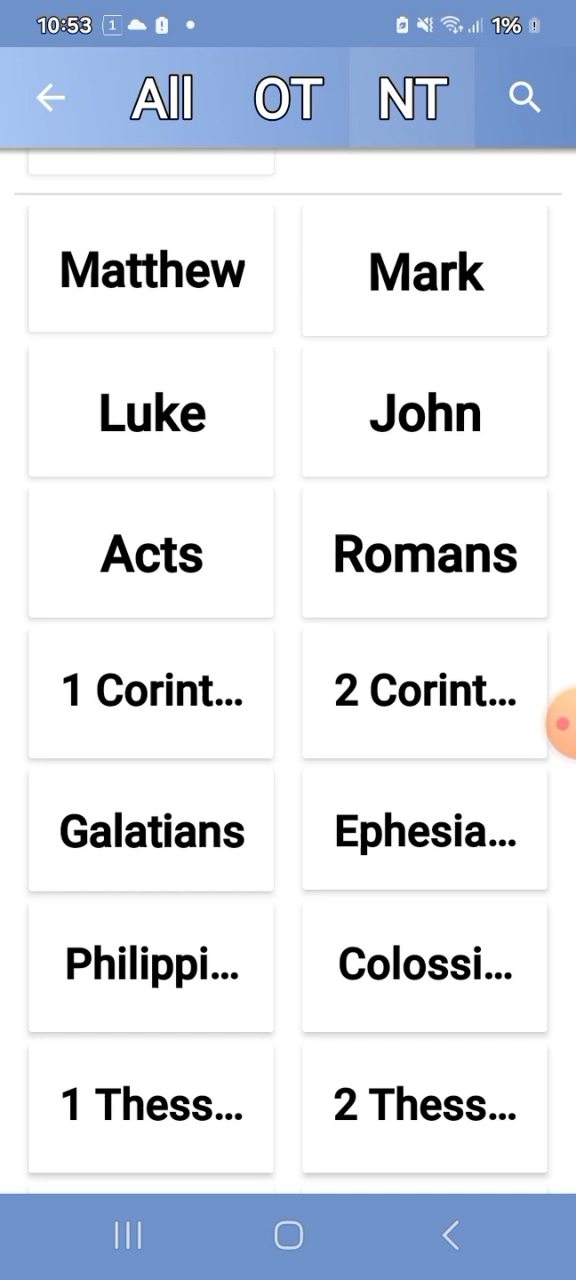 10:53 1 1%
All OT NT
Matthew Mark
Luke John
Acts Romans
1 Corint... 2 Corint...
Galatians Ephesia...
Philippi... Colossi...
1 Thess... 2 Thess...